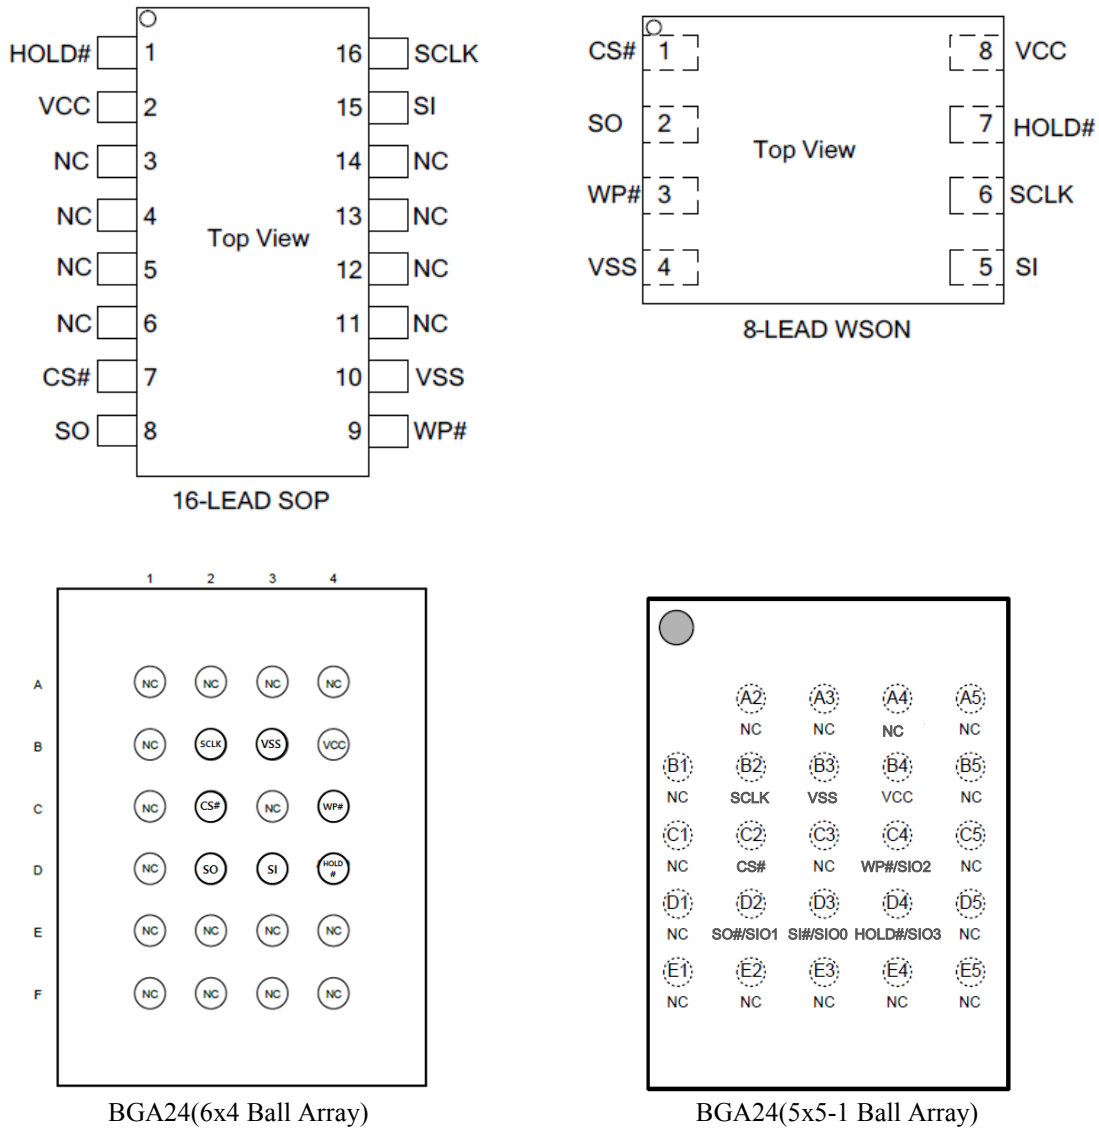 HOLD# 1 16 SCLK
VCC 2 15 SI
NC 3 14 NC
NC 4 13 NC
Top View
NC 5 12 NC
NC 6 11 NC
CS# 7 10 VSS
SO 8 9 WP#
16-LEAD SOP
CS# 1 8 VCC
SO 2 7 HOLD#
Top View
WP# 3 6 SCLK
VSS 4 5 SI
8-LEAD WSON
1 2 3 4
A NC NC NC NC
B NC SCLK VSS VCC
C NC CS# NC WP#
D NC SO SI HOLD
#
E NC NC NC NC
F NC NC NC NC
BGA24(6x4 Ball Array)
A2 A3 A4 A5
NC NC NC NC
B1 B2 B3 B4 B5
NC SCLK VSS VCC NC
C1 C2 C3 C4 C5
NC CS# NC WP#/SIO2 NC
D1 D2 D3 D4 D5
NC SO#/SIO1 SI#/SIO0 HOLD#/SIO3 NC
E1 E2 E3 E4 E5
NC NC NC NC NC
BGA24(5x5-1 Ball Array)